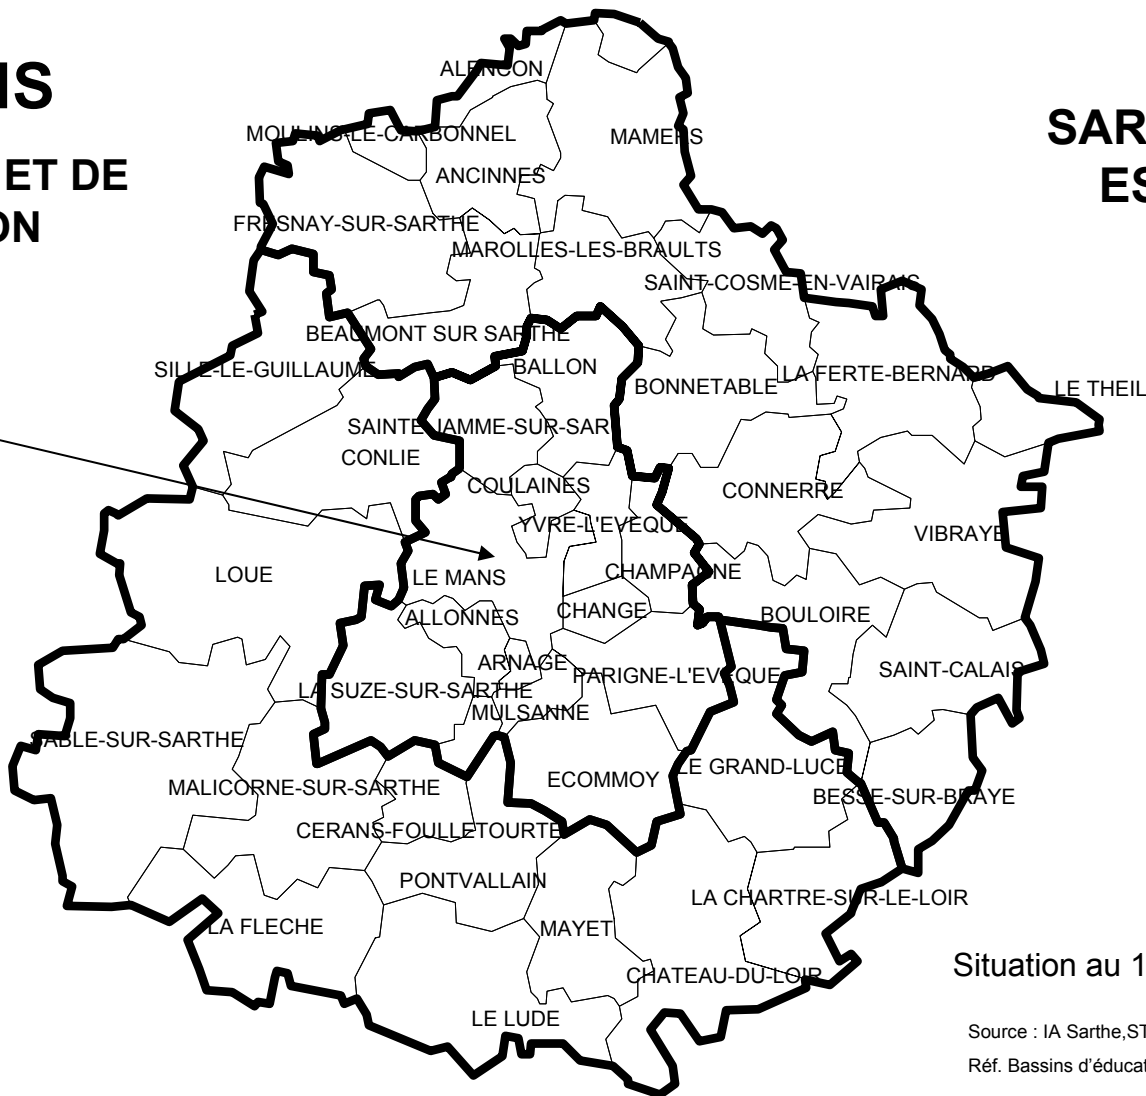 IS
ET DE
ON
SAR
ES
ALENCON
MOULINS-LE-CARBONNEL
MAMERS
ANCINNES
FRESNAY-SUR-SARTHE
MAROLLES-LES-BRAULTS
SAINT-COSME-EN-VAIRAIS
BEAUMONT SUR SARTHE
SILLE-LE-GUILLAUME
BALLON
BONNETABLE
LA FERTE-BERNARD
LE THEIL
SAINTE JAMME-SUR-SAR
CONLIE
COULAINES
CONNERRE
YVRE-L'EVEQUE
VIBRAYE
LOUE
LE MANS
CHAMPAGNE
ALLONNES
CHANGE
BOULOIRE
ARNAGE
PARIGNE-L'EVEQUE
SAINT-CALAIS
LA SUZE-SUR-SARTHE
MULSANNE
SABLE-SUR-SARTHE
MALICORNE-SUR-SARTHE
ECOMMOY
LE GRAND-LUCE
BESSE-SUR-BRAYE
CERANS-FOULLETOURTE
PONTVALLAIN
LA CHARTRE-SUR-LE-LOIR
LA FLECHE
MAYET
CHATEAU-DU-LOIR
LE LUDE
Situation au 1
Source : IA Sarthe,ST
Réf. Bassins d'éducat